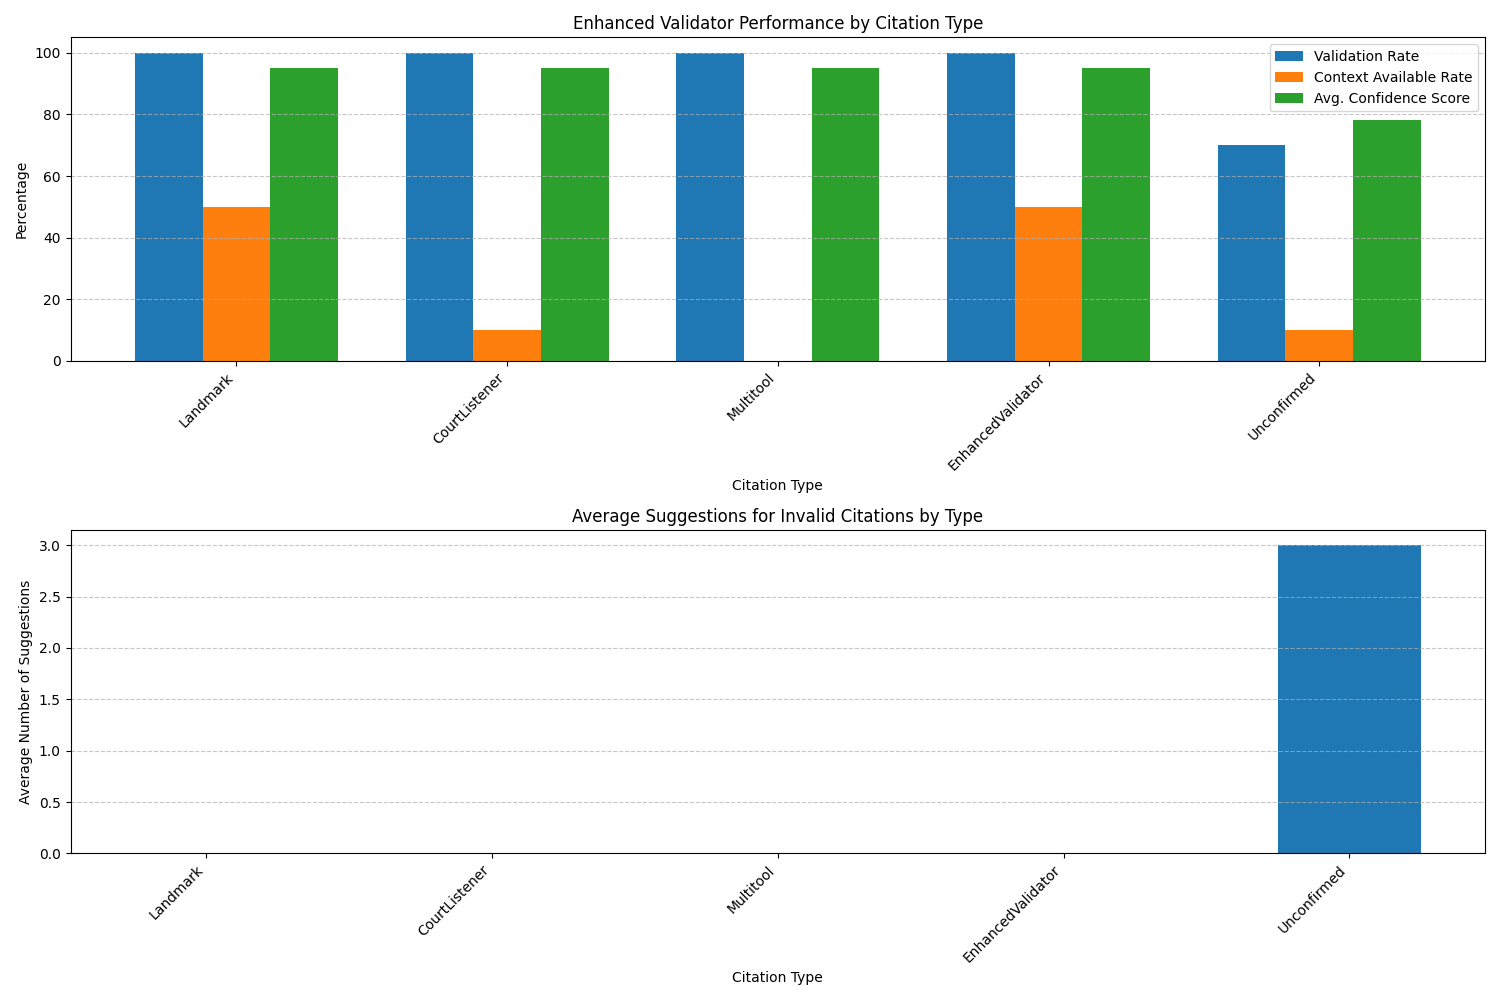 Enhanced Validator Performance by Citation Type
Validation Rate
Context Available Rate
Avg. Confidence Score
Percentage
100
80
60
40
20
0
Landmark
CourtListener
Multitool
EnhancedValidator
Unconfirmed
Citation Type
Average Suggestions for Invalid Citations by Type
Average Number of Suggestions
3.0
2.5
2.0
1.5
1.0
0.5
0.0
Landmark
CourtListener
Multitool
EnhancedValidator
Unconfirmed
Citation Type